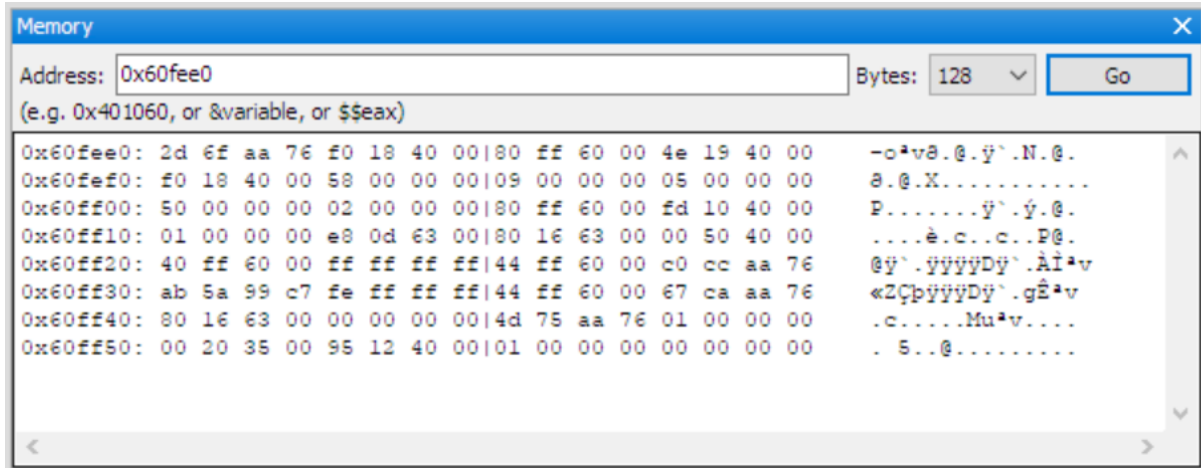 Memory
Address: 0x60fee0 Bytes: 128 Go
(e.g. 0x401060, or &variable, or $$eax)
0x60fee0: 2d 6f aa 76 f0 18 40 00|80 ff 60 00 4e 19 40 00 -oªvð.@.ÿ`.N.@.
0x60fef0: f0 18 40 00 58 00 00 00|09 00 00 00 05 00 00 00 ð.@.X...........
0x60ff00: 50 00 00 00 02 00 00 00|80 ff 60 00 fd 10 40 00 P.......ÿ`.ý.@.
0x60ff10: 01 00 00 00 e8 0d 63 00|80 16 63 00 00 50 40 00 ....è.c..c..P@.
0x60ff20: 40 ff 60 00 ff ff ff ff|44 ff 60 00 c0 cc aa 76 @ÿ`.ÿÿÿÿDÿ`.ÀÌªv
0x60ff30: ab 5a 99 c7 fe ff ff ff|44 ff 60 00 67 ca aa 76 «ZÇþÿÿÿDÿ`.gÊªv
0x60ff40: 80 16 63 00 00 00 00 00|4d 75 aa 76 01 00 00 00 .c.....Muªv....
0x60ff50: 00 20 35 00 95 12 40 00|01 00 00 00 00 00 00 00 . 5..@.........